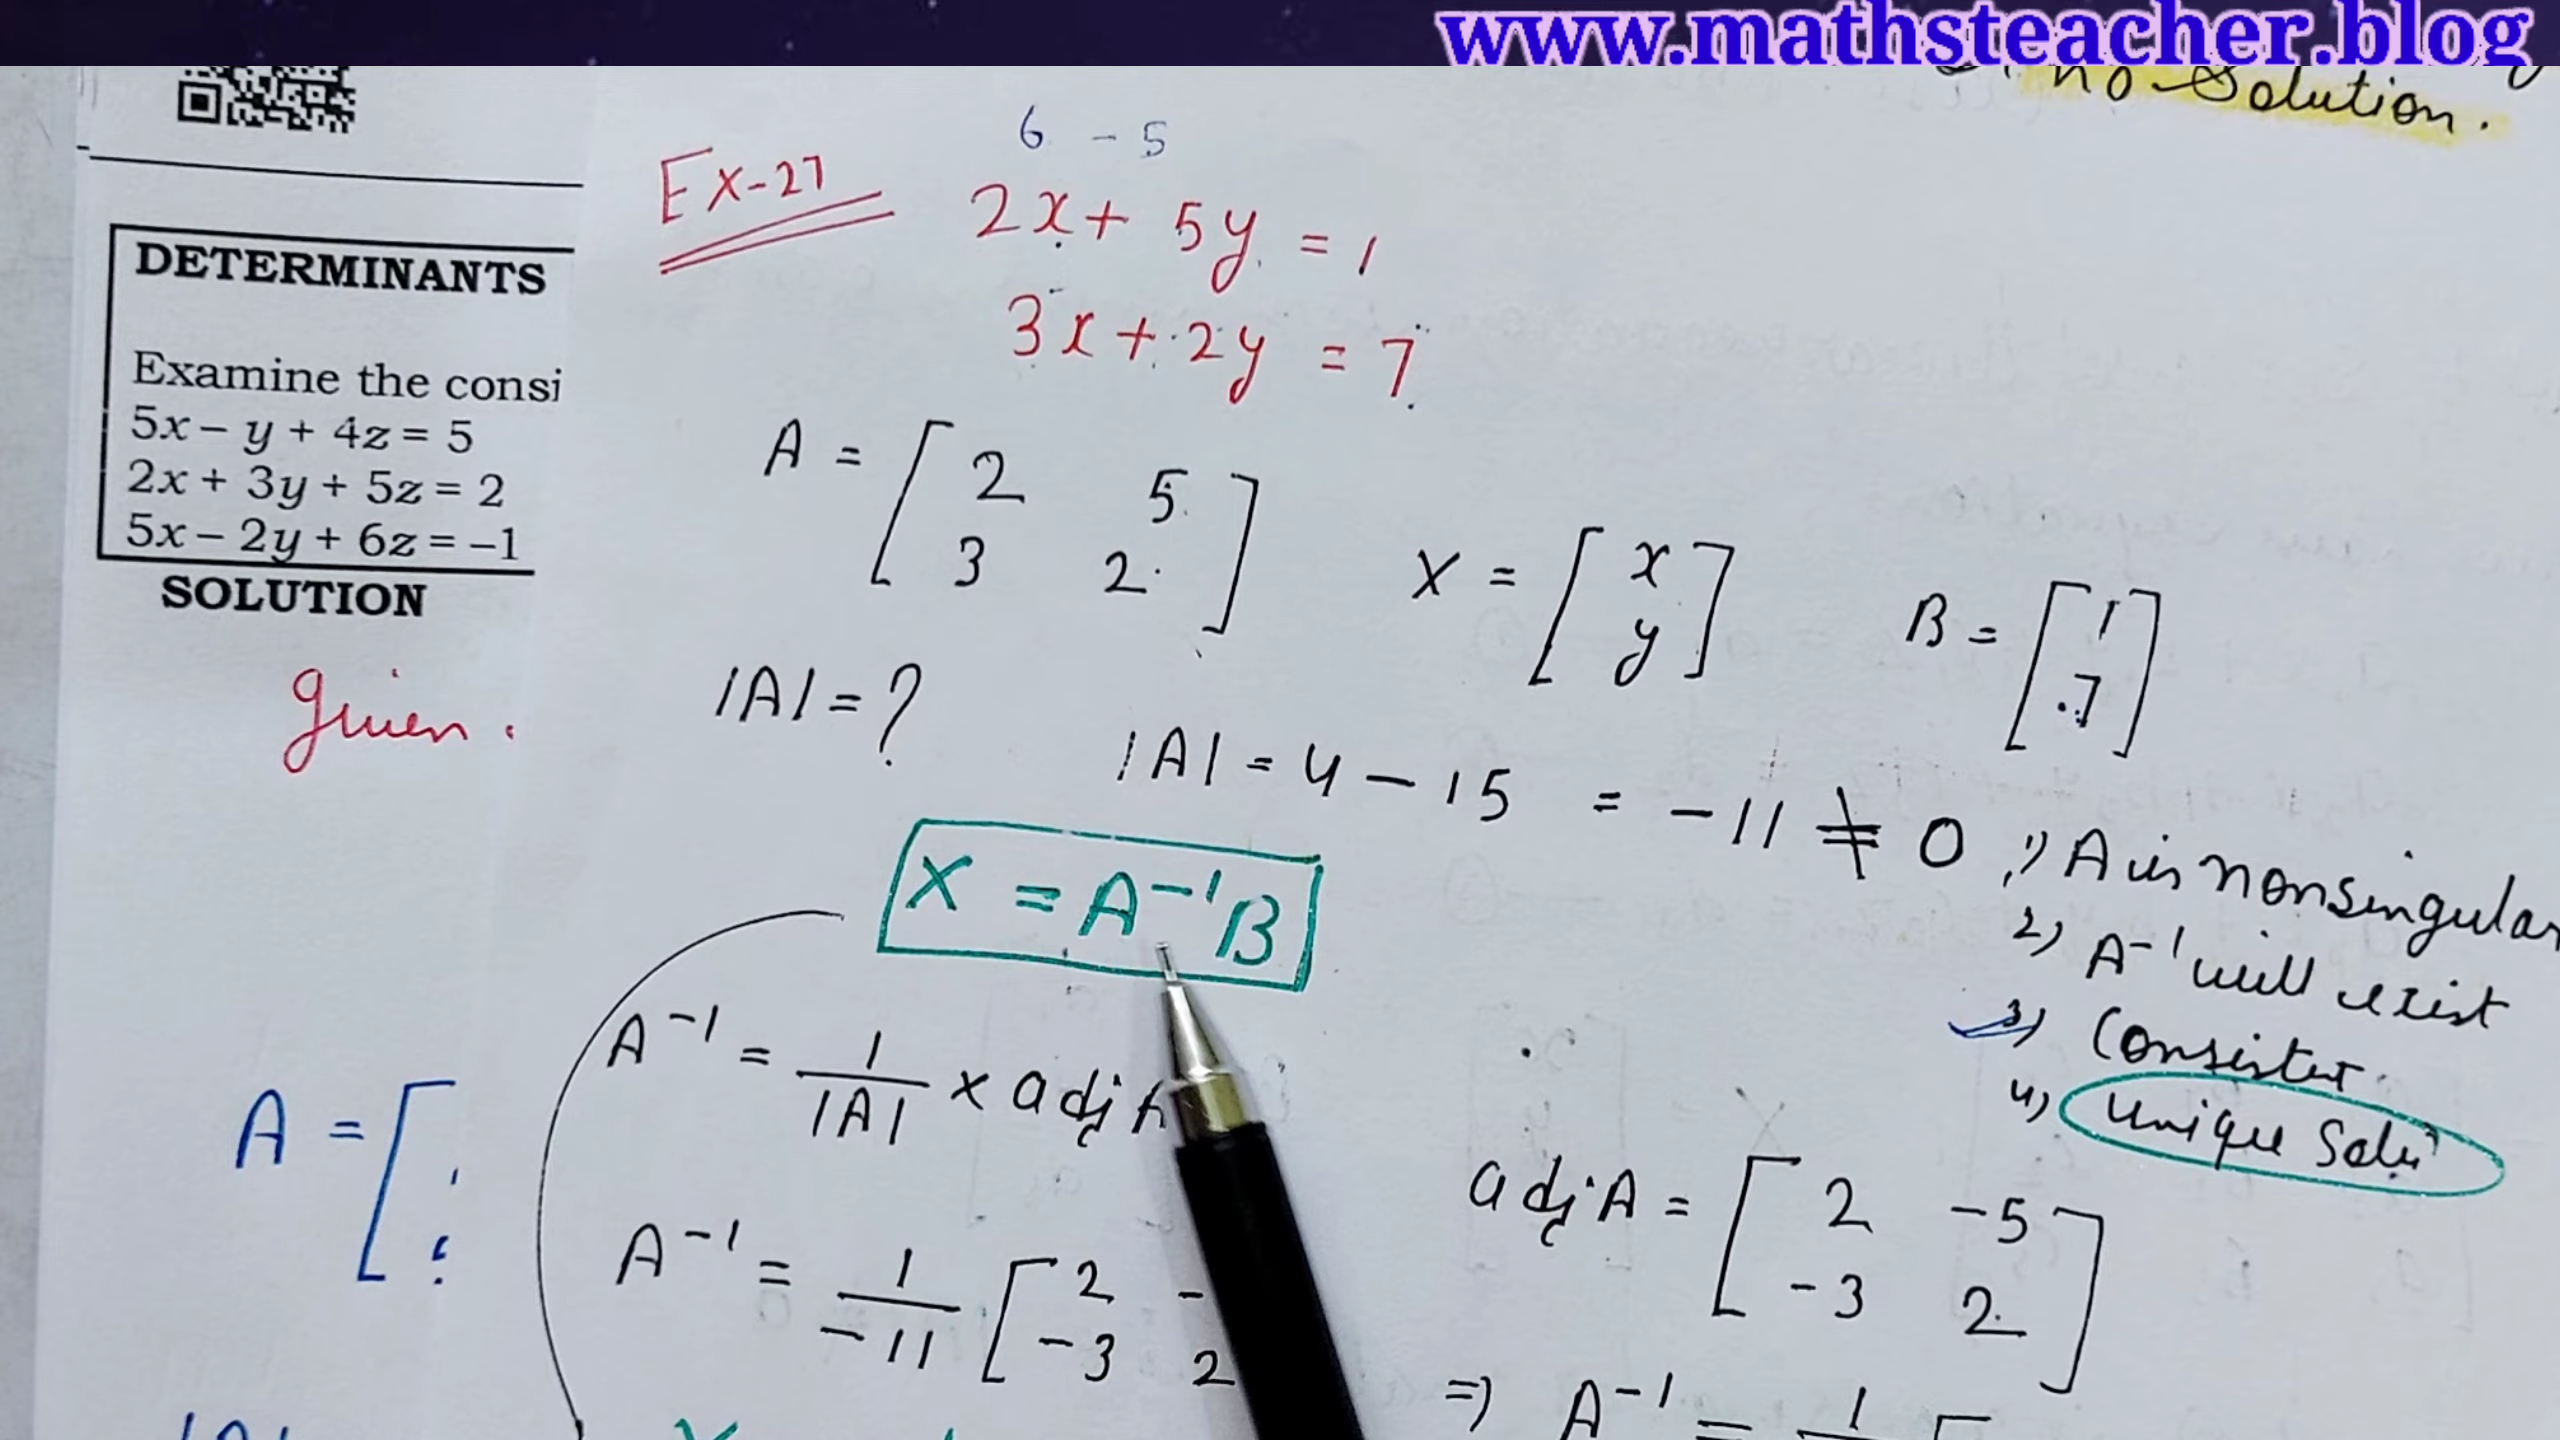 www.mathsteacher.blog
no Solution.
6 - 5
Ex-27
2x + 5y = 1
3x + 2y = 7
DETERMINANTS
Examine the consi
5x – y + 4z = 5
2x + 3y + 5z = 2
5x – 2y + 6z = –1
SOLUTION
given.
A = [ 2 5
3 2 ]
X = [ x
y ]
B = [ 1
7 ]
|A| = ?
|A| = 4 - 15 = -11 ≠ 0
1) A is nonsingular
2) A⁻¹ will exist
3) Consistent.
4) Unique Solu
X = A⁻¹B
A⁻¹ = 1/|A| × adj A
adj A = [ 2 -5
-3 2 ]
A⁻¹ = 1/-11 [ 2 -
-3 2
⇒ A⁻¹ = 1
A = [
|A|